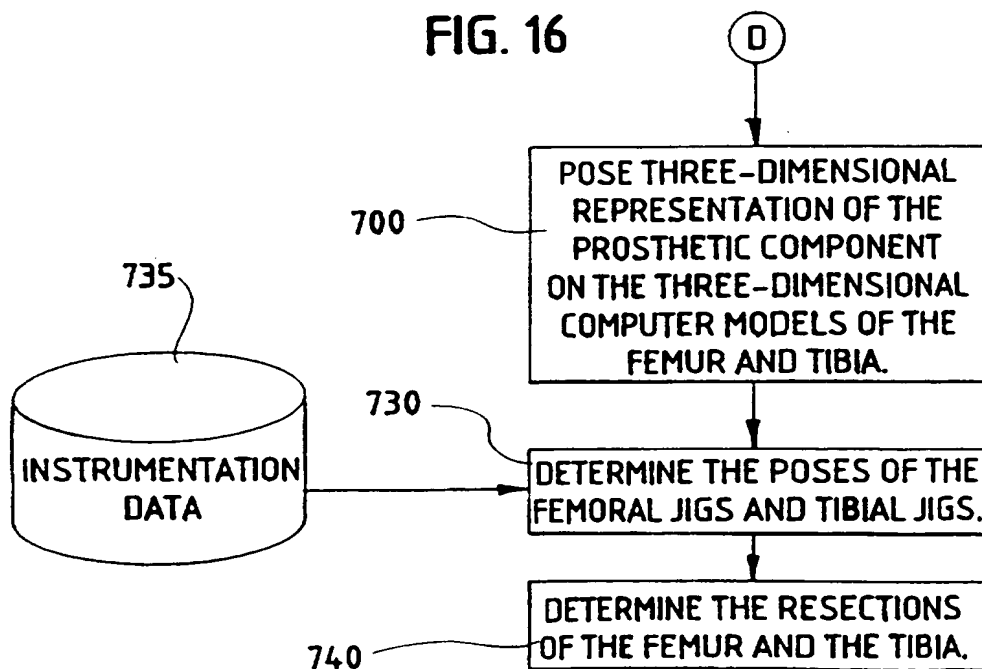 FIG. 16
D
POSE THREE-DIMENSIONAL
REPRESENTATION OF THE
PROSTHETIC COMPONENT
ON THE THREE-DIMENSIONAL
COMPUTER MODELS OF THE
FEMUR AND TIBIA.
700
735
INSTRUMENTATION
DATA
730
DETERMINE THE POSES OF THE
FEMORAL JIGS AND TIBIAL JIGS.
DETERMINE THE RESECTIONS
OF THE FEMUR AND THE TIBIA.
740